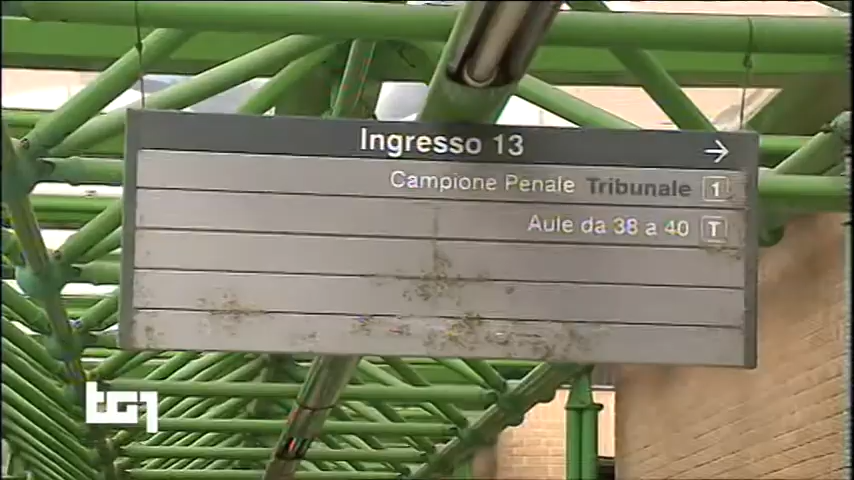 Ingresso 13 →
Campione Penale Tribunale 1
Aule da 38 a 40 T
tg1